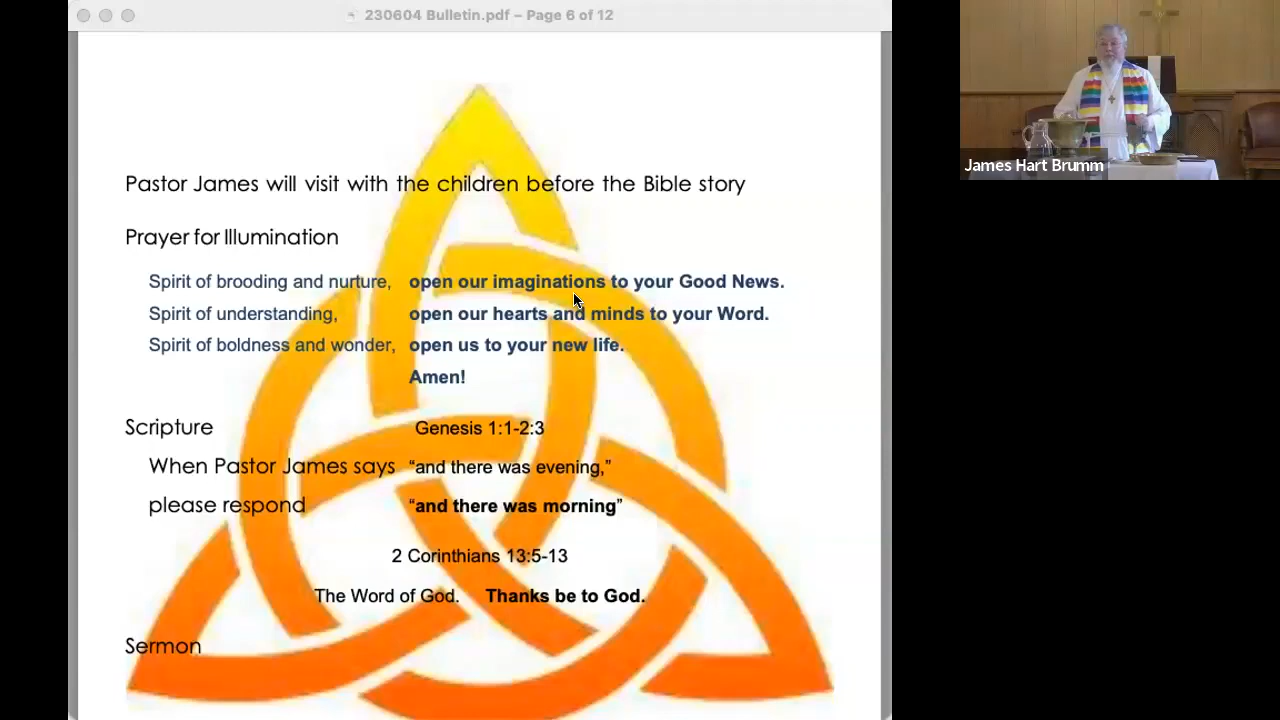 230604 Bulletin.pdf – Page 6 of 12
Pastor James will visit with the children before the Bible story
Prayer for Illumination
Spirit of brooding and nurture, open our imaginations to your Good News.
Spirit of understanding, open our hearts and minds to your Word.
Spirit of boldness and wonder, open us to your new life.
Amen!
Scripture Genesis 1:1-2:3
When Pastor James says “and there was evening,”
please respond “and there was morning”
2 Corinthians 13:5-13
The Word of God. Thanks be to God.
Sermon
James Hart Brumm